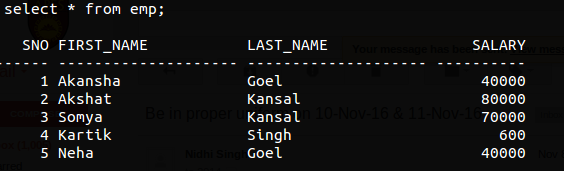 select * from emp;
SNO FIRST_NAME LAST_NAME SALARY
------ -------------------- -------------------- ----------
1 Akansha Goel 40000
2 Akshat Kansal 80000
3 Somya Kansal 70000
4 Kartik Singh 600
5 Neha Goel 40000